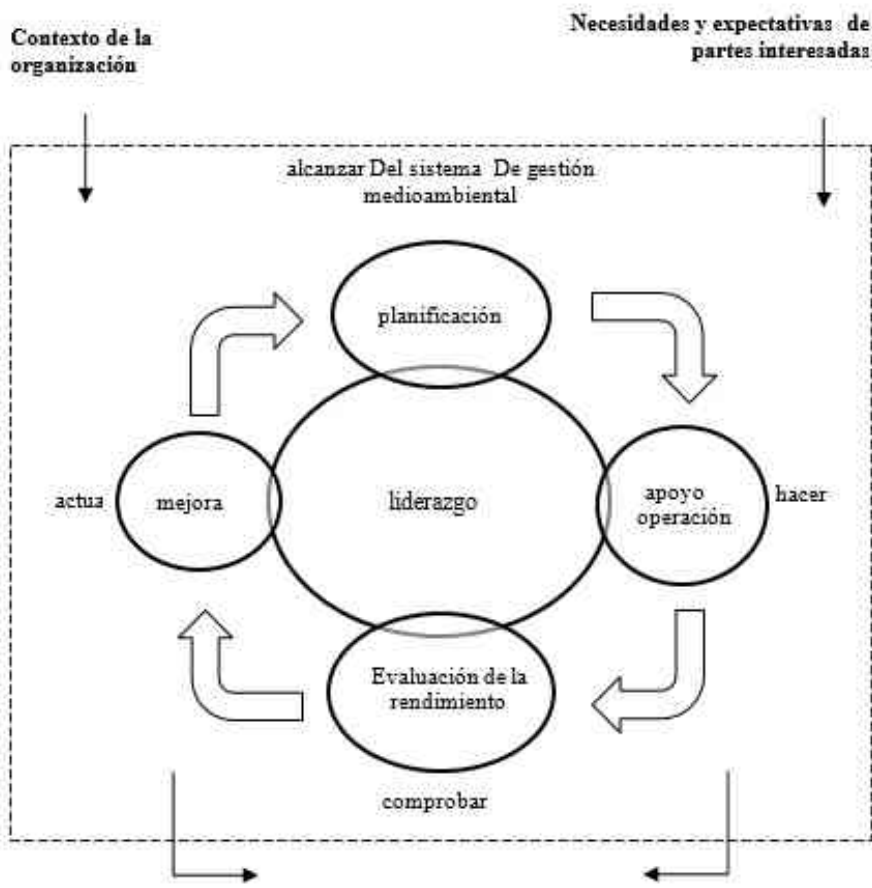 Contexto de la
organización
Necesidades y expectativas de
partes interesadas
alcanzar Del sistema De gestión
medioambiental
planificación
actua
mejora
liderazgo
apoyo
operación
hacer
Evaluación de la
rendimiento
comprobar